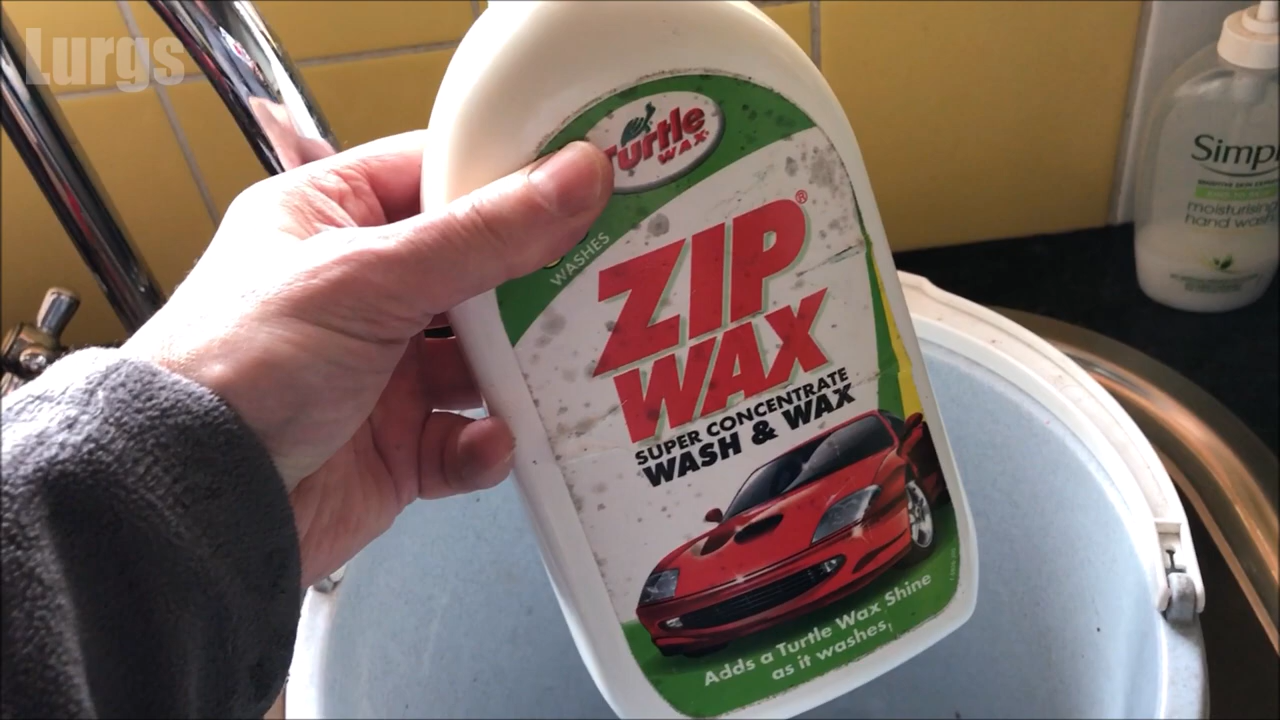 Lurgs
Turtle
WAX
WASHES
ZIP®
WAX
SUPER CONCENTRATE
WASH & WAX
Adds a Turtle Wax Shine
as it washes,
Simpl
moisturising
hand wash